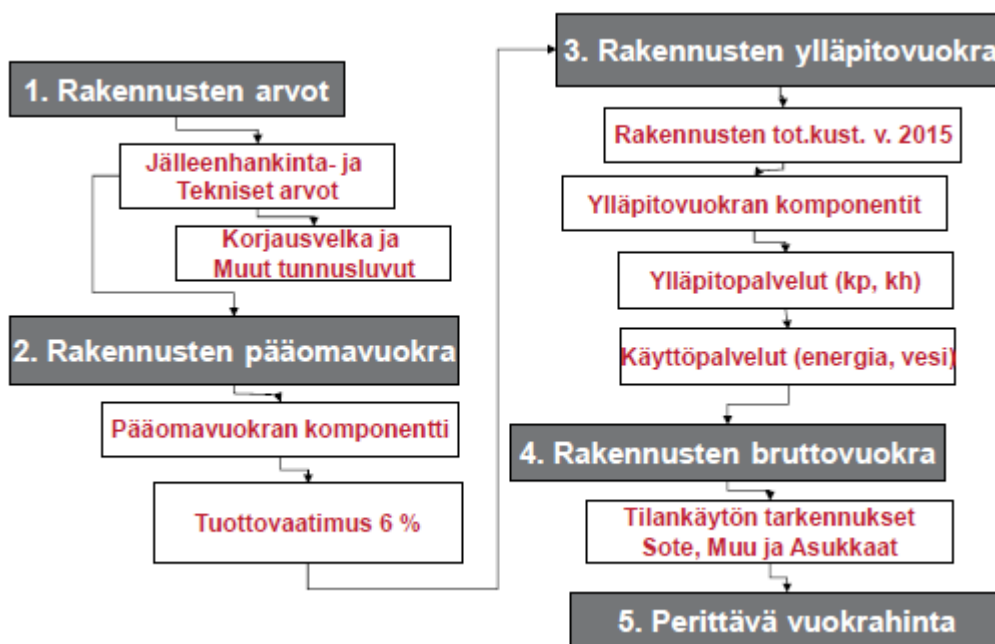 1. Rakennusten arvot
Jälleenhankinta- ja
Tekniset arvot
Korjausvelka ja
Muut tunnusluvut
2. Rakennusten pääomavuokra
Pääomavuokran komponentti
Tuottovaatimus 6 %
3. Rakennusten ylläpitovuokra
Rakennusten tot.kust. v. 2015
Ylläpitovuokran komponentit
Ylläpitopalvelut (kp, kh)
Käyttöpalvelut (energia, vesi)
4. Rakennusten bruttovuokra
Tilankäytön tarkennukset
Sote, Muu ja Asukkaat
5. Perittävä vuokrahinta